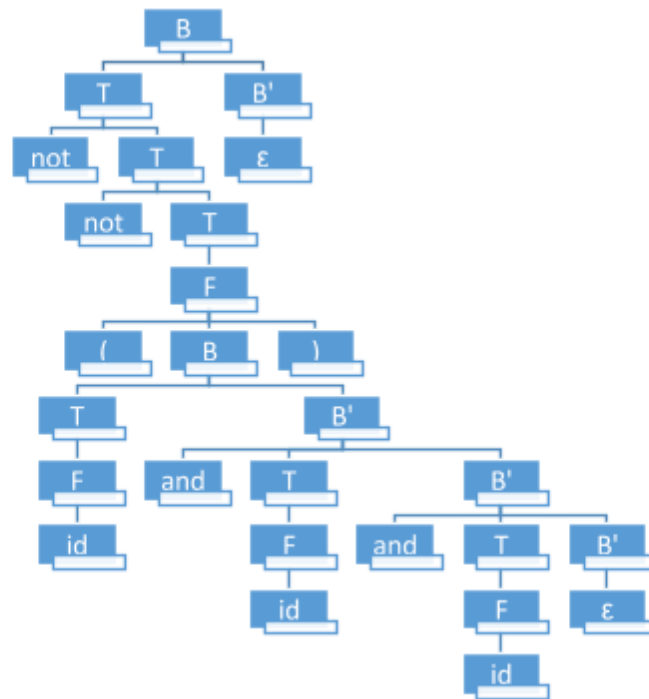 B
T B'
not T ε
not T
F
( B )
T B'
F and T B'
id F and T B'
id F ε
id